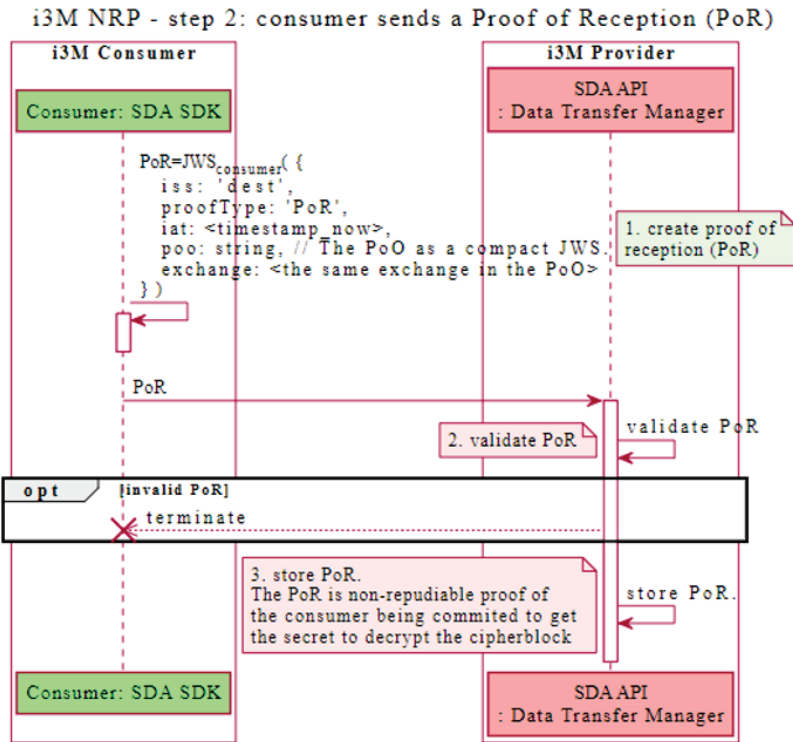 i3M NRP - step 2: consumer sends a Proof of Reception (PoR)
i3M Consumer
i3M Provider
Consumer: SDA SDK
SDA API
: Data Transfer Manager
PoR=JWSconsumer( {
iss: 'dest',
proofType: 'PoR',
iat: <timestamp_now>,
poo: string, // The PoO as a compact JWS.
exchange: <the same exchange in the PoO>
} )
1. create proof of
reception (PoR)
PoR
2. validate PoR
validate PoR
opt
[invalid PoR]
terminate
3. store PoR.
The PoR is non-repudiable proof of
the consumer being commited to get
the secret to decrypt the cipherblock
store PoR.
Consumer: SDA SDK
SDA API
: Data Transfer Manager